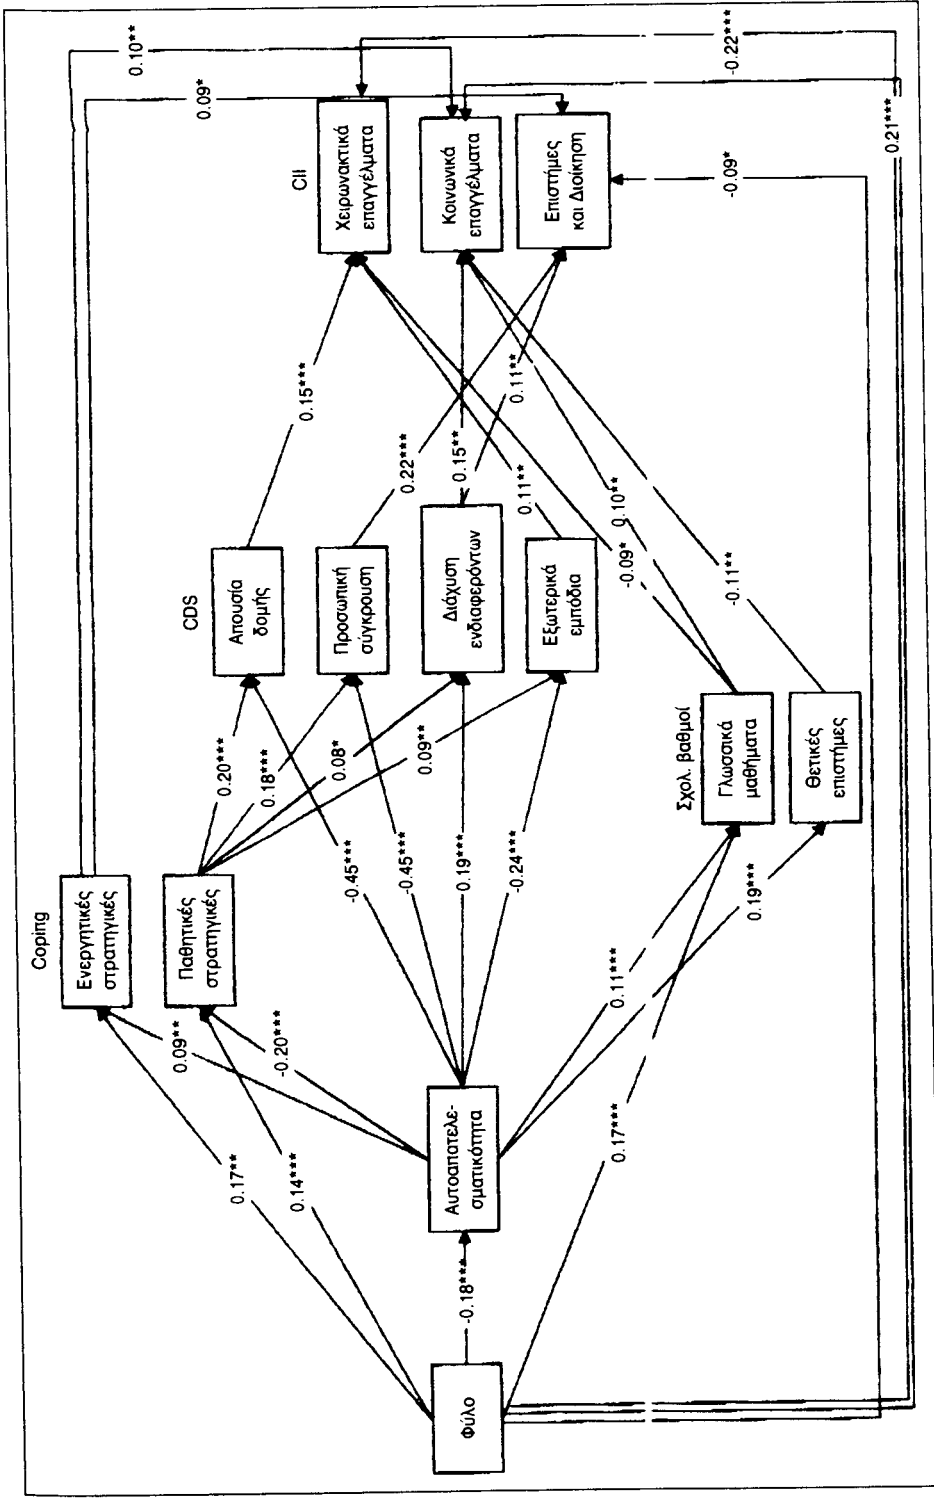 Coping
Ενεργητικές
στρατηγικές
Παθητικές
στρατηγικές
CDS
Απουσία
δομής
Προσωπική
σύγκρουση
Διάχυση
ενδιαφερόντων
Εξωτερικά
εμπόδια
CII
Χειρωνακτικά
επαγγέλματα
Κοινωνικά
επαγγέλματα
Επιστήμες
και Διοίκηση
Σχολ. βαθμοί
Γλωσσικά
μαθήματα
Θετικές
επιστήμες
Αυτοαπατελε-
σματικότητα
Φύλο
0.17**
0.14***
-0.18***
0.17***
0.09**
-0.20***
0.11***
0.19***
-0.45***
-0.45***
0.19***
-0.24***
0.20***
0.18***
0.08*
0.09**
0.15***
0.22***
0.15**
0.11**
0.11**
-0.09*
0.10**
-0.11**
0.10**
0.09*
-0.22***
0.21***
-0.09*